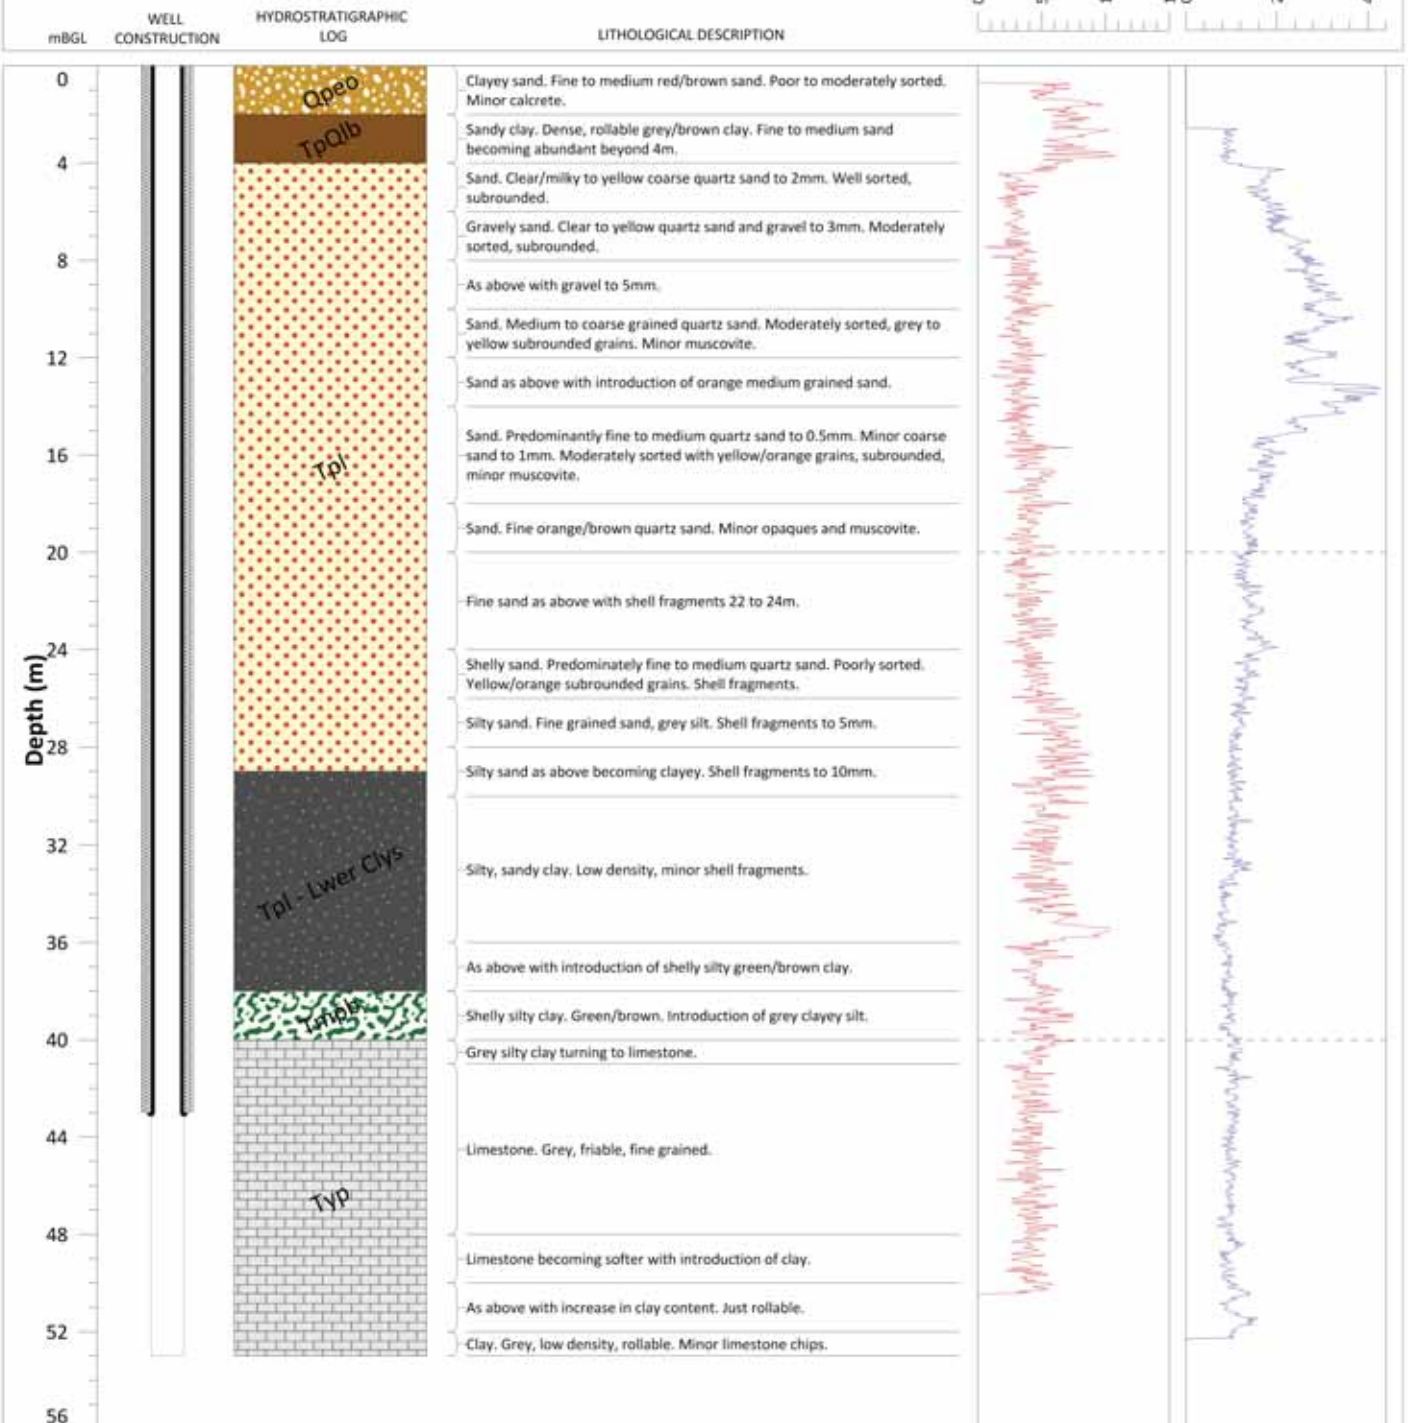 WELL
CONSTRUCTION
HYDROSTRATIGRAPHIC
LOG
mBGL
LITHOLOGICAL DESCRIPTION
0
2
4
0
Qpeo
Clayey sand. Fine to medium red/brown sand. Poor to moderately sorted.
Minor calcrete.
TpQlb
Sandy clay. Dense, rollable grey/brown clay. Fine to medium sand
becoming abundant beyond 4m.
4
Sand. Clear/milky to yellow coarse quartz sand to 2mm. Well sorted,
subrounded.
Gravely sand. Clear to yellow quartz sand and gravel to 3mm. Moderately
sorted, subrounded.
8
As above with gravel to 5mm.
Sand. Medium to coarse grained quartz sand. Moderately sorted, grey to
yellow subrounded grains. Minor muscovite.
12
Sand as above with introduction of orange medium grained sand.
Sand. Predominantly fine to medium quartz sand to 0.5mm. Minor coarse
sand to 1mm. Moderately sorted with yellow/orange grains, subrounded,
minor muscovite.
16
Tpl
Sand. Fine orange/brown quartz sand. Minor opaques and muscovite.
20
Fine sand as above with shell fragments 22 to 24m.
24
Shelly sand. Predominately fine to medium quartz sand. Poorly sorted.
Yellow/orange subrounded grains. Shell fragments.
Depth (m)
Silty sand. Fine grained sand, grey silt. Shell fragments to 5mm.
28
Silty sand as above becoming clayey. Shell fragments to 10mm.
32
Tpl - Lwer Clys
Silty, sandy clay. Low density, minor shell fragments.
36
As above with introduction of shelly silty green/brown clay.
Tmpb
Shelly silty clay. Green/brown. Introduction of grey clayey silt.
40
Grey silty clay turning to limestone.
44
Limestone. Grey, friable, fine grained.
Typ
48
Limestone becoming softer with introduction of clay.
As above with increase in clay content. Just rollable.
52
Clay. Grey, low density, rollable. Minor limestone chips.
56